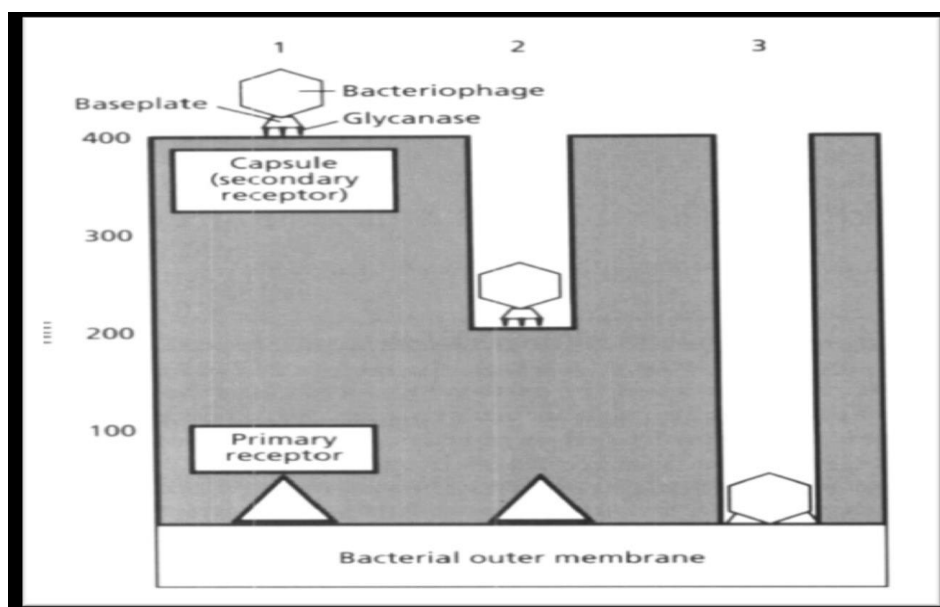 1
2
3
Bacteriophage
Baseplate
Glycanase
400
Capsule
(secondary
receptor)
300
200
100
Primary
receptor
Bacterial outer membrane